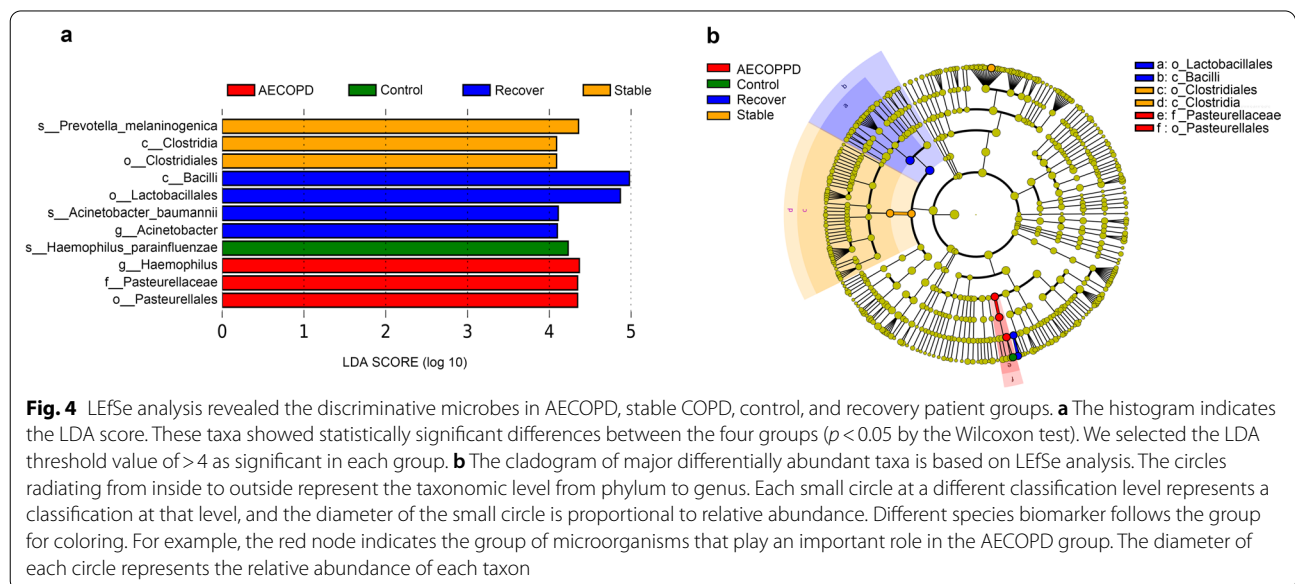 a
AECOPD Control Recover Stable
s__Prevotella_melaninogenica
c__Clostridia
o__Clostridiales
c__Bacilli
o__Lactobacillales
s__Acinetobacter_baumannii
g__Acinetobacter
s__Haemophilus_parainfluenzae
g__Haemophilus
f__Pasteurellaceae
o__Pasteurellales
0 1 2 3 4 5
LDA SCORE (log 10)
b
AECOPPD
Control
Recover
Stable
a: o_Lactobacillales
b: c_Bacilli
c: o_Clostridiales
d: c_Clostridia
e: f_Pasteurellaceae
f : o_Pasteurellales
b
a
d
c
e
f
Fig. 4 LEfSe analysis revealed the discriminative microbes in AECOPD, stable COPD, control, and recovery patient groups. a The histogram indicates
the LDA score. These taxa showed statistically significant differences between the four groups (p < 0.05 by the Wilcoxon test). We selected the LDA
threshold value of > 4 as significant in each group. b The cladogram of major differentially abundant taxa is based on LEfSe analysis. The circles
radiating from inside to outside represent the taxonomic level from phylum to genus. Each small circle at a different classification level represents a
classification at that level, and the diameter of the small circle is proportional to relative abundance. Different species biomarker follows the group
for coloring. For example, the red node indicates the group of microorganisms that play an important role in the AECOPD group. The diameter of
each circle represents the relative abundance of each taxon